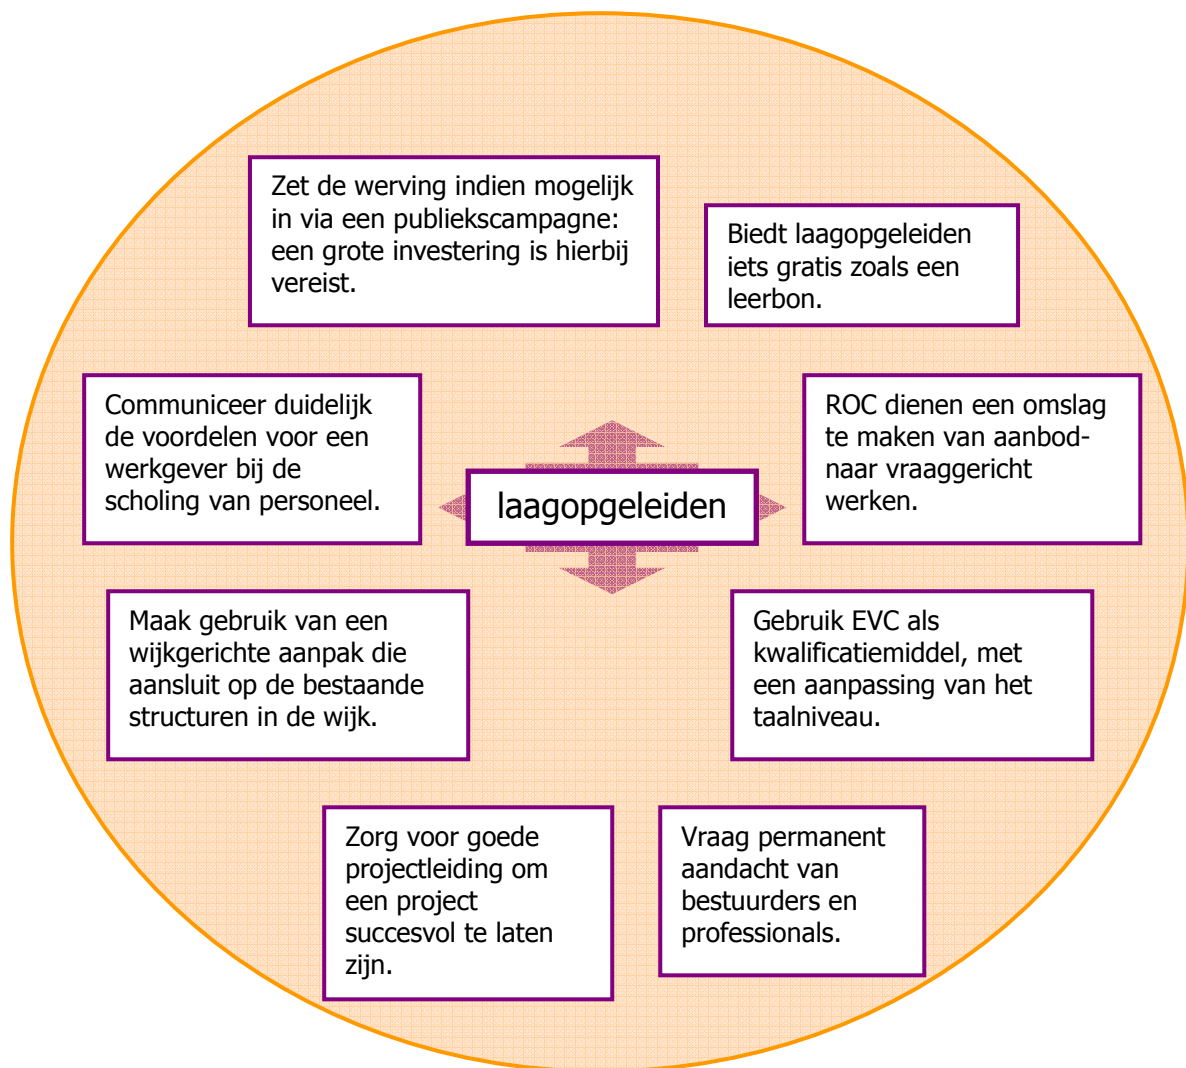 Zet de werving indien mogelijk
in via een publiekscampagne:
een grote investering is hierbij
vereist.
Biedt laagopgeleiden
iets gratis zoals een
leerbon.
Communiceer duidelijk
de voordelen voor een
werkgever bij de
scholing van personeel.
ROC dienen een omslag
te maken van aanbod-
naar vraaggericht
werken.
laagopgeleiden
Maak gebruik van een
wijkgerichte aanpak die
aansluit op de bestaande
structuren in de wijk.
Gebruik EVC als
kwalificatiemiddel, met
een aanpassing van het
taalniveau.
Zorg voor goede
projectleiding om
een project
succesvol te laten
zijn.
Vraag permanent
aandacht van
bestuurders en
professionals.